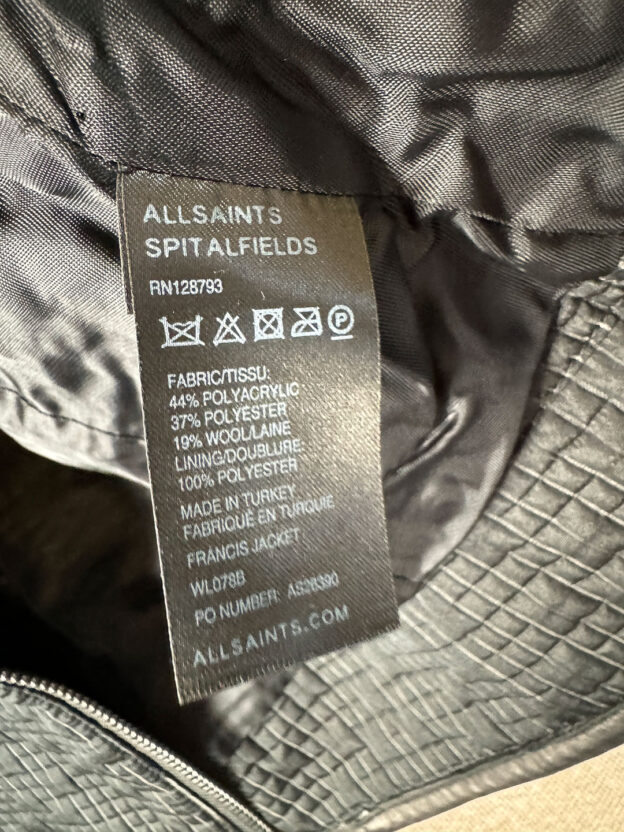 ALLSAINTS
SPITALFIELDS
RN128793
P
FABRIC/TISSU:
44% POLYACRYLIC
37% POLYESTER
19% WOOL/LAINE
LINING/DOUBLURE:
100% POLYESTER
MADE IN TURKEY
FABRIQUÉ EN TURQUIE
FRANCIS JACKET
WL078B
PO NUMBER: AS26390
ALLSAINTS.COM